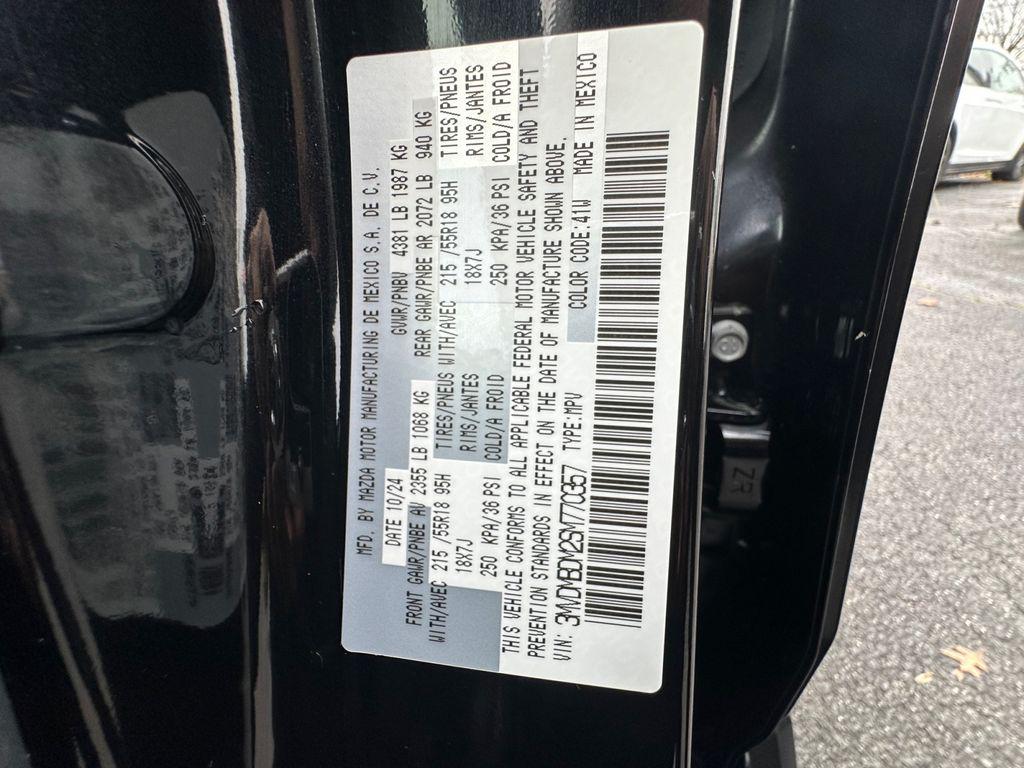 MFD. BY MAZDA MOTOR MANUFACTURING DE MEXICO S.A. DE C.V.
DATE 10/24 GVWR/PNBV 4381 LB 1987 KG
FRONT GAWR/PNBE AV 2355 LB 1068 KG REAR GAWR/PNBE AR 2072 LB 940 KG
WITH/AVEC 215 /55R18 95H TIRES/PNEUS WITH/AVEC 215 /55R18 95H TIRES/PNEUS
18X7J RIMS/JANTES 18X7J RIMS/JANTES
250 KPA/36 PSI COLD/A FROID 250 KPA/36 PSI COLD/A FROID
THIS VEHICLE CONFORMS TO ALL APPLICABLE FEDERAL MOTOR VEHICLE SAFETY AND THEFT
PREVENTION STANDARDS IN EFFECT ON THE DATE OF MANUFACTURE SHOWN ABOVE.
VIN: 3MVDMBDM2SM770357 TYPE:MPV COLOR CODE:41W MADE IN MEXICO
ZR